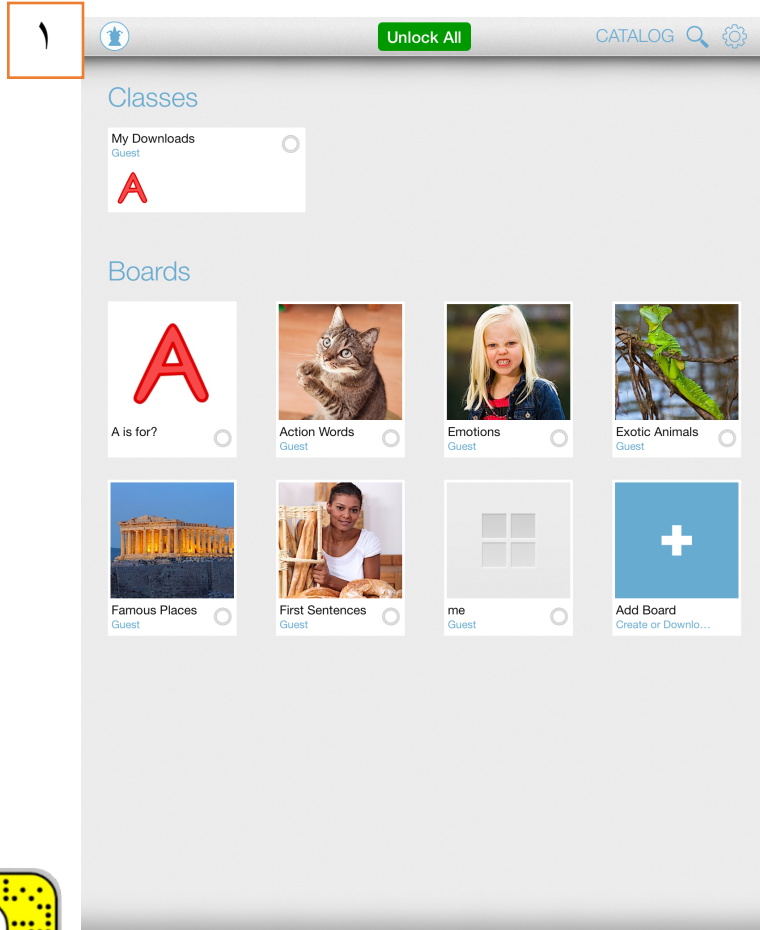 ١
Unlock All
CATALOG
Classes
My Downloads
Guest
A
Boards
A
A is for?
Action Words
Guest
Emotions
Guest
Exotic Animals
Guest
Famous Places
Guest
First Sentences
Guest
me
Guest
Add Board
Create or Downlo...